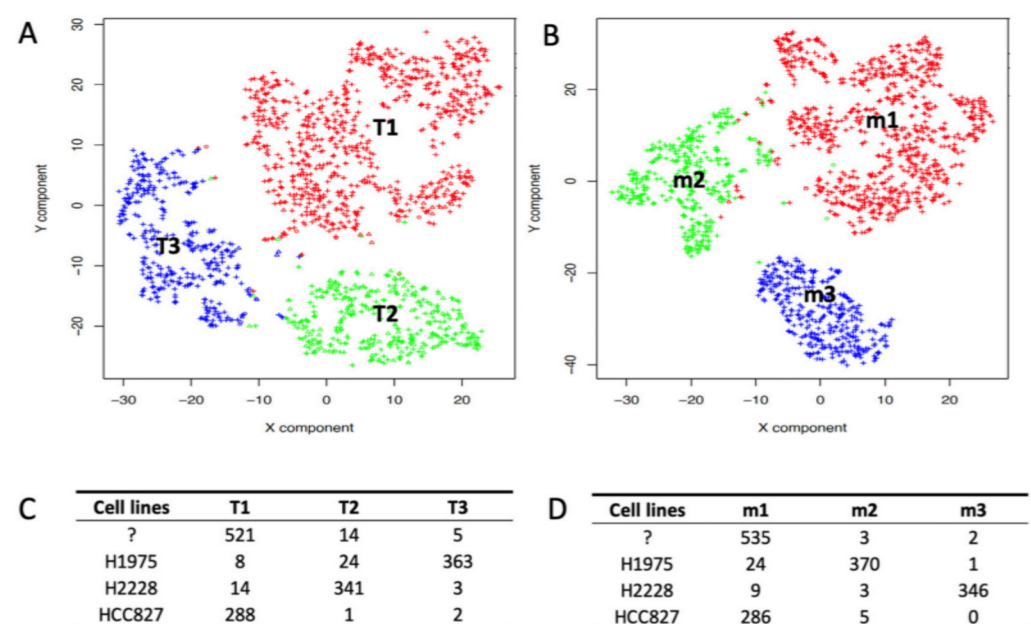 A
30
20
10
0
−10
−20
Y component
T1
T3
T2
−30 −20 −10 0 10 20
X component
B
20
0
−20
−40
Y component
m1
m2
m3
−30 −20 −10 0 10 20
X component
C
Cell lines T1 T2 T3
? 521 14 5
H1975 8 24 363
H2228 14 341 3
HCC827 288 1 2
D
Cell lines m1 m2 m3
? 535 3 2
H1975 24 370 1
H2228 9 3 346
HCC827 286 5 0